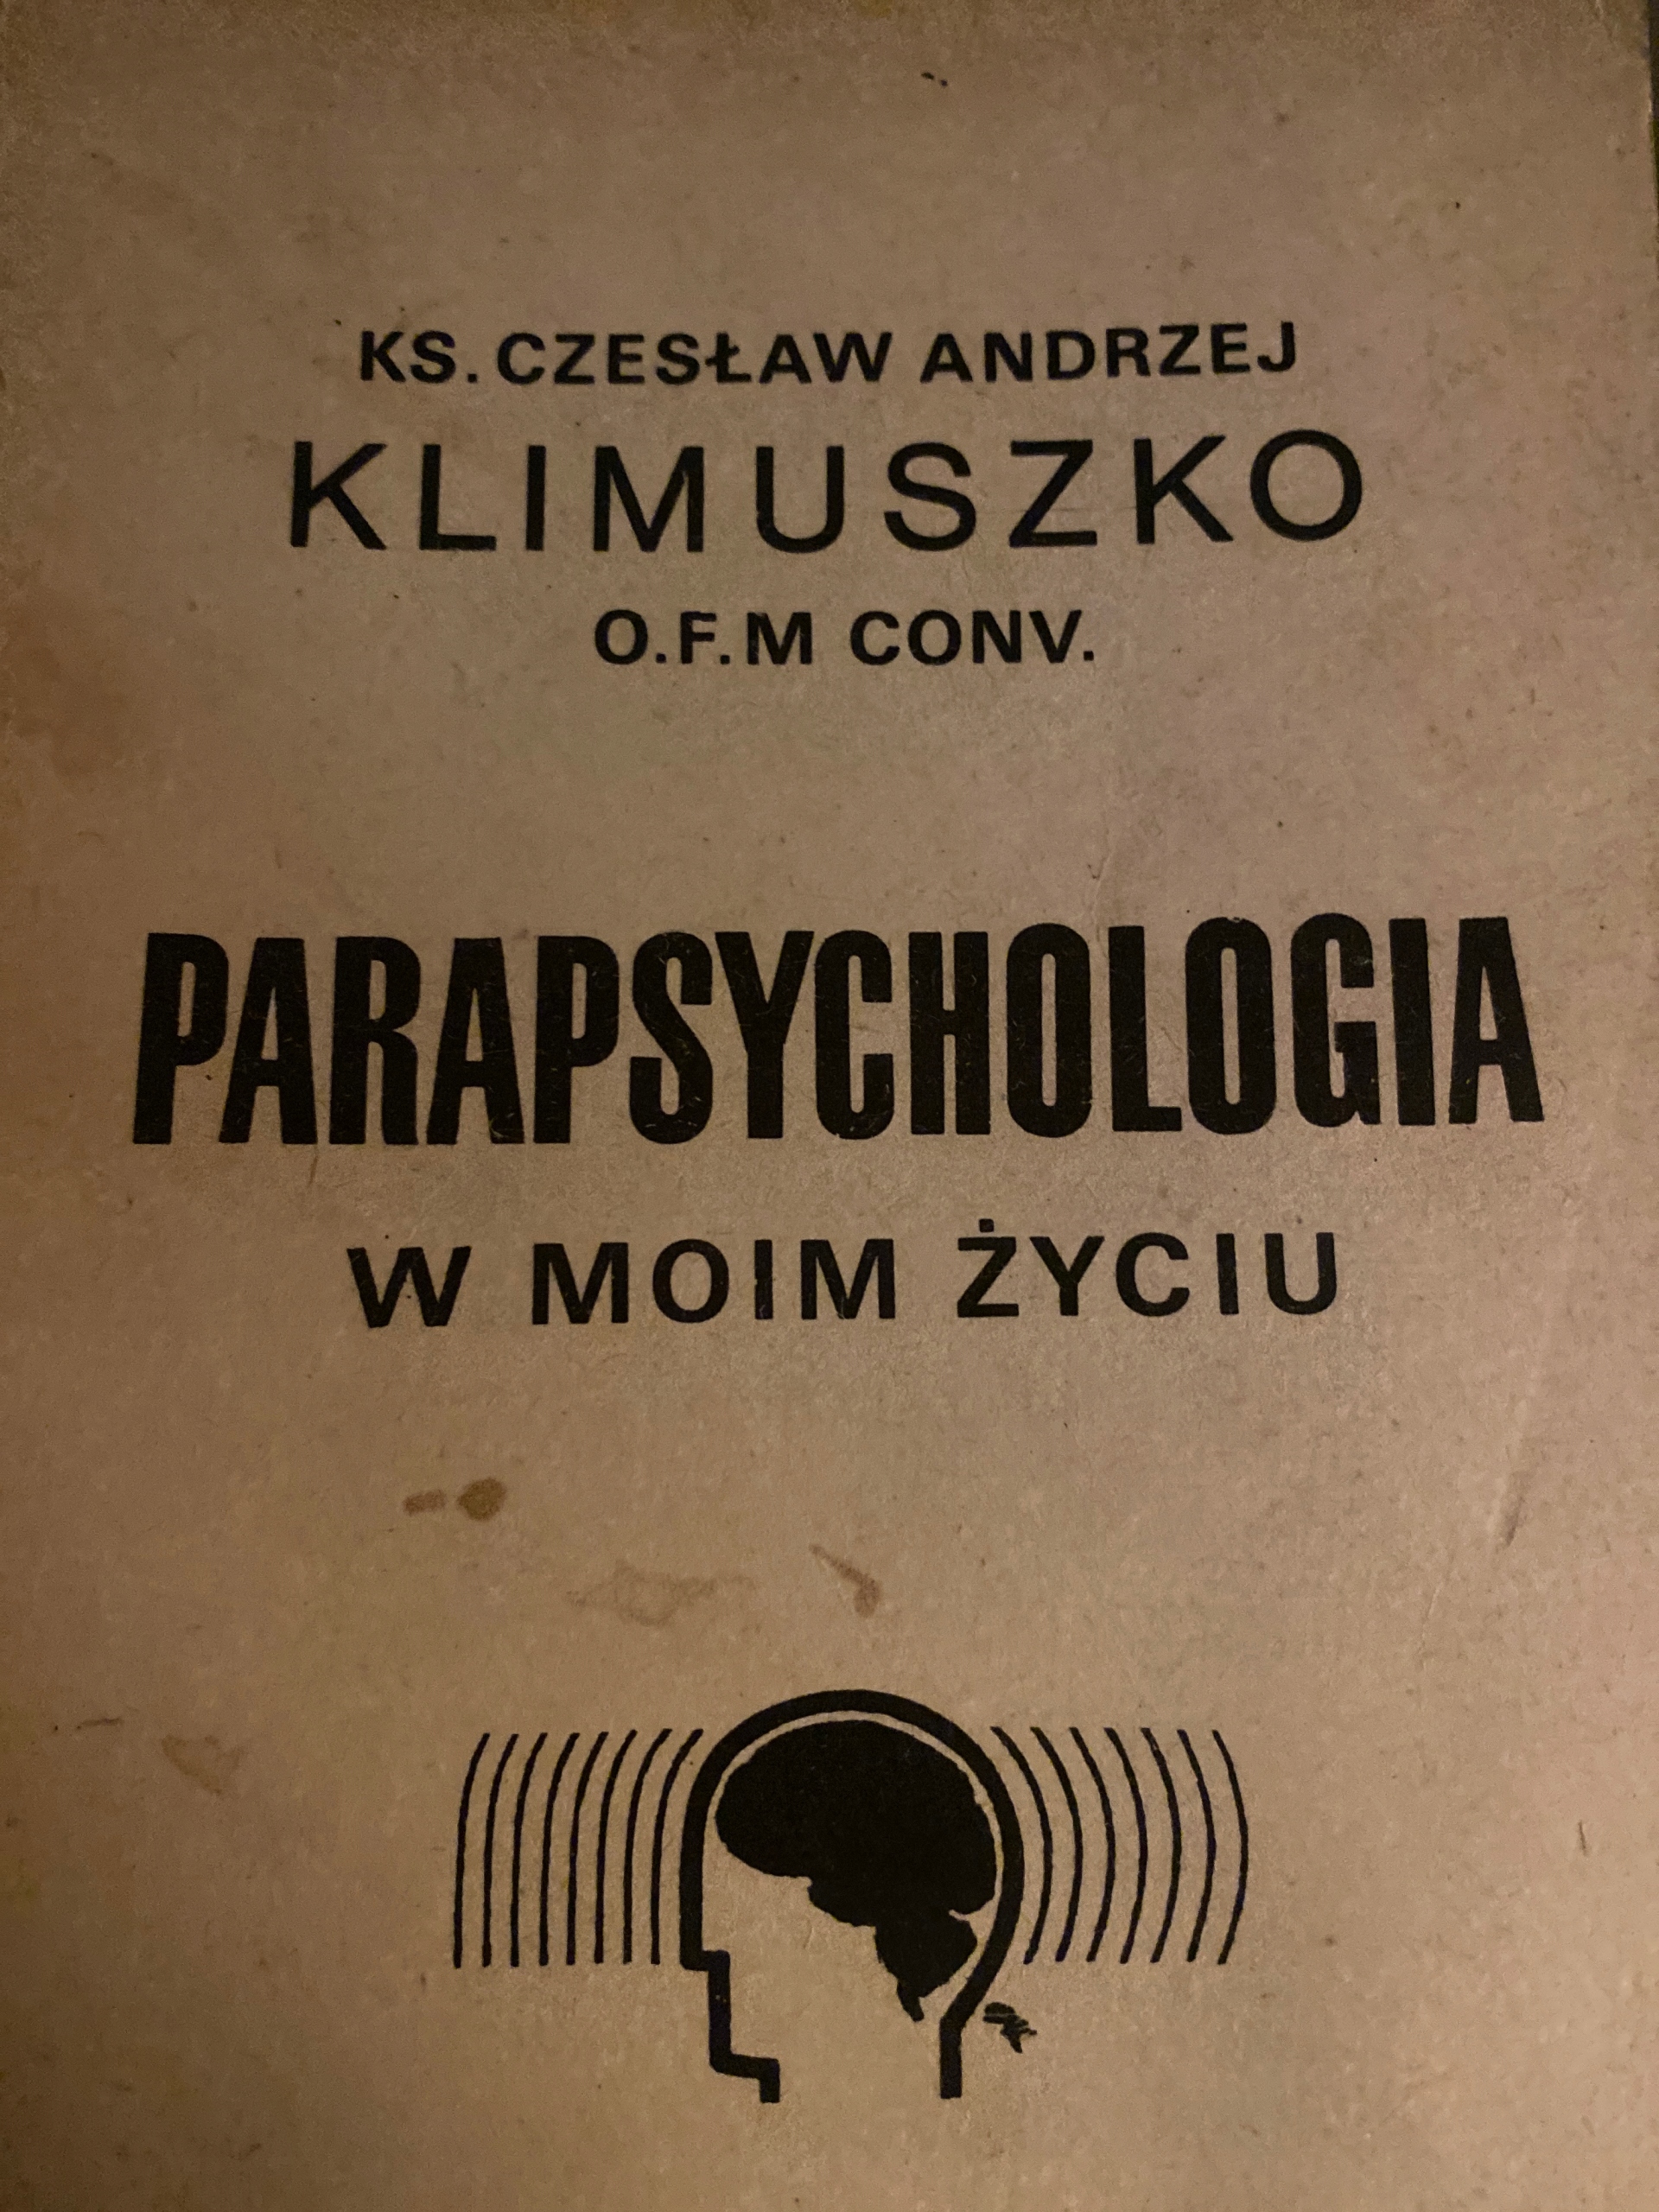 KS. CZESŁAW ANDRZEJ
KLIMUSZKO
O.F.M CONV.
PARAPSYCHOLOGIA
W MOIM ŻYCIU